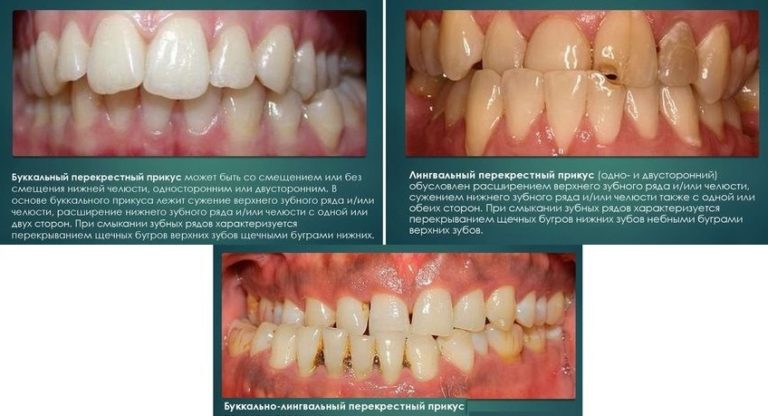 Буккальный перекрестный прикус может быть со смещением или без
смещения нижней челюсти, односторонним или двусторонним. В
основе буккального прикуса лежит сужение верхнего зубного ряда и/или
челюсти, расширение нижнего зубного ряда и/или челюсти с одной или
двух сторон. При смыкании зубных рядов характеризуется
перекрыванием щечных бугров верхних зубов щечными буграми нижних.
Лингвальный перекрестный прикус (одно- и двусторонний)
обусловлен расширением верхнего зубного ряда и/или челюсти,
сужением нижнего зубного ряда и/или челюсти также с одной или
обеих сторон. При смыкании зубных рядов характеризуется
перекрыванием щечных бугров нижних зубов небными буграми
верхних зубов.
Буккально-лингвальный перекрестный прикус